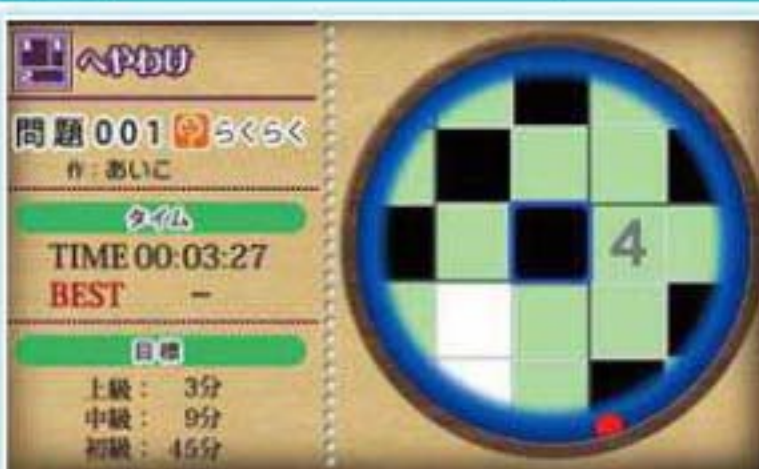 へやわけ
問題001 らくらく
作：あいこ
タイム
TIME 00:03:27
BEST －
目標
上級： 3分
中級： 9分
初級： 45分
4